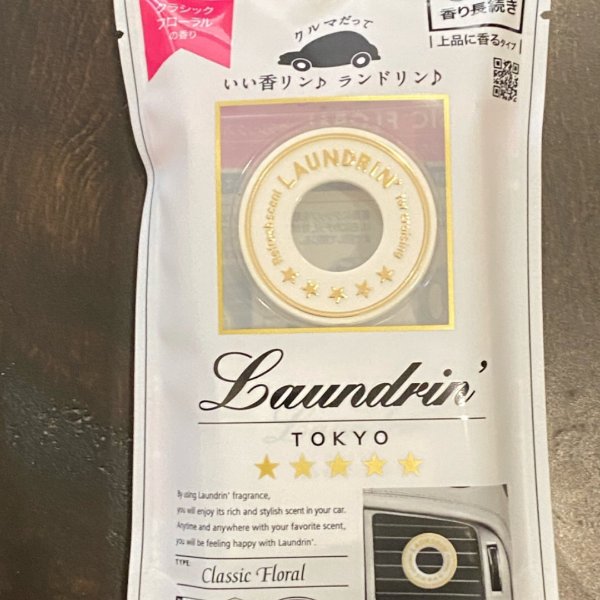 クラシック
フローラル
の香り
香り長続き
上品に香るタイプ
クルマだって
いい香リン♪ ランドリン♪
LAUNDRIN'
Refresh scent
for exciting
Laundrin'
TOKYO
By using Laundrin' fragrance,
you will enjoy its rich and stylish scent in your car.
Anytime and anywhere with your favorite scent,
you will be feeling happy with Laundrin'.
TYPE:
Classic Floral